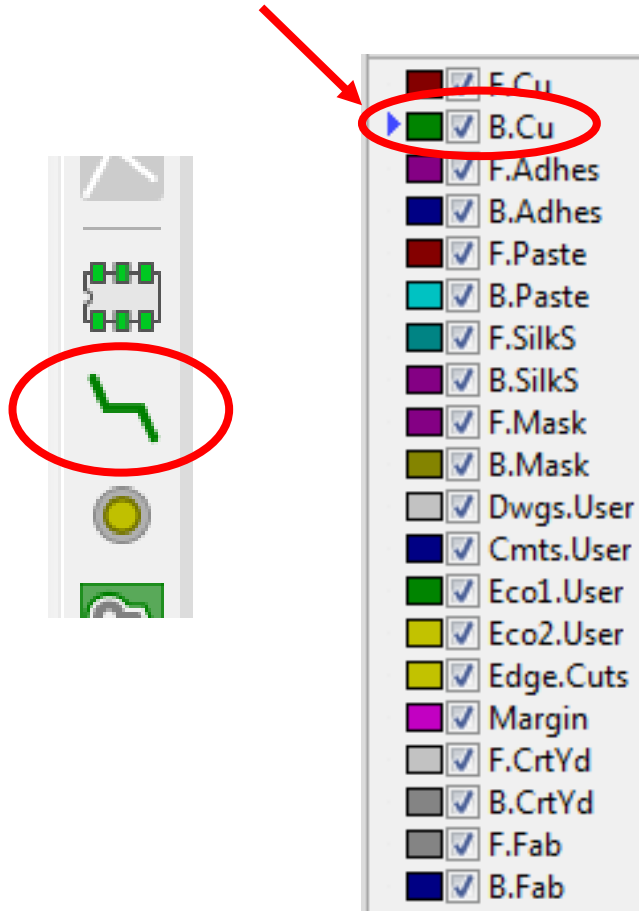 F.Cu
B.Cu
F.Adhes
B.Adhes
F.Paste
B.Paste
F.SilkS
B.SilkS
F.Mask
B.Mask
Dwgs.User
Cmts.User
Eco1.User
Eco2.User
Edge.Cuts
Margin
F.CrtYd
B.CrtYd
F.Fab
B.Fab